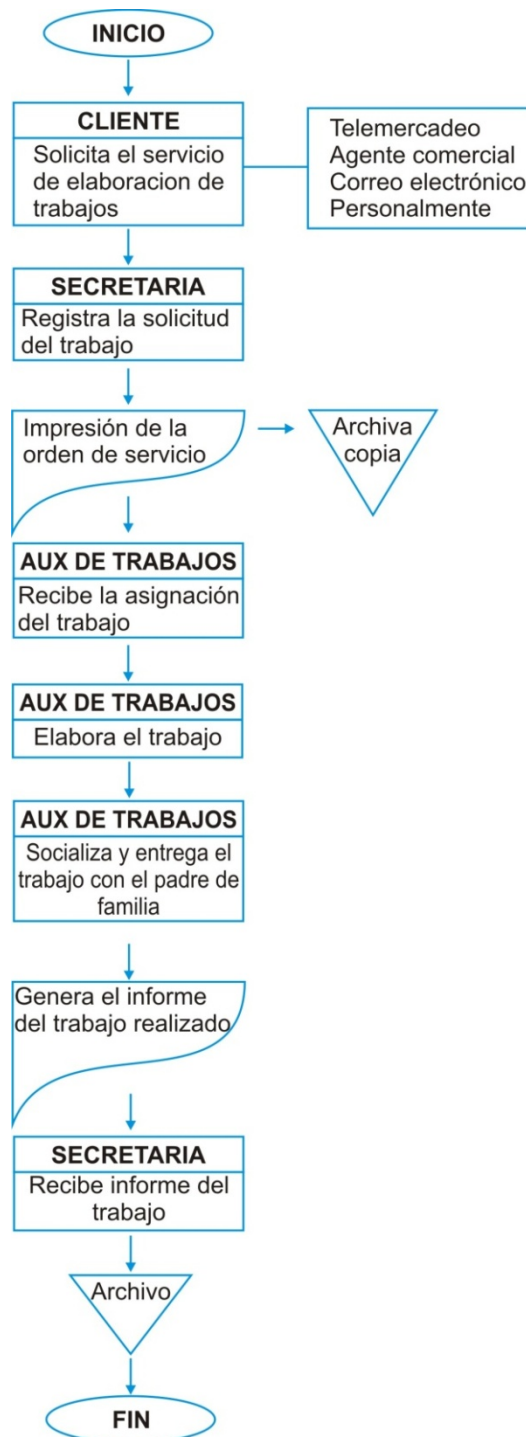 INICIO
CLIENTE
Solicita el servicio
de elaboracion de
trabajos
Telemercadeo
Agente comercial
Correo electrónico
Personalmente
SECRETARIA
Registra la solicitud
del trabajo
Impresión de la
orden de servicio
Archiva
copia
AUX DE TRABAJOS
Recibe la asignación
del trabajo
AUX DE TRABAJOS
Elabora el trabajo
AUX DE TRABAJOS
Socializa y entrega el
trabajo con el padre de
familia
Genera el informe
del trabajo realizado
SECRETARIA
Recibe informe del
trabajo
Archivo
FIN